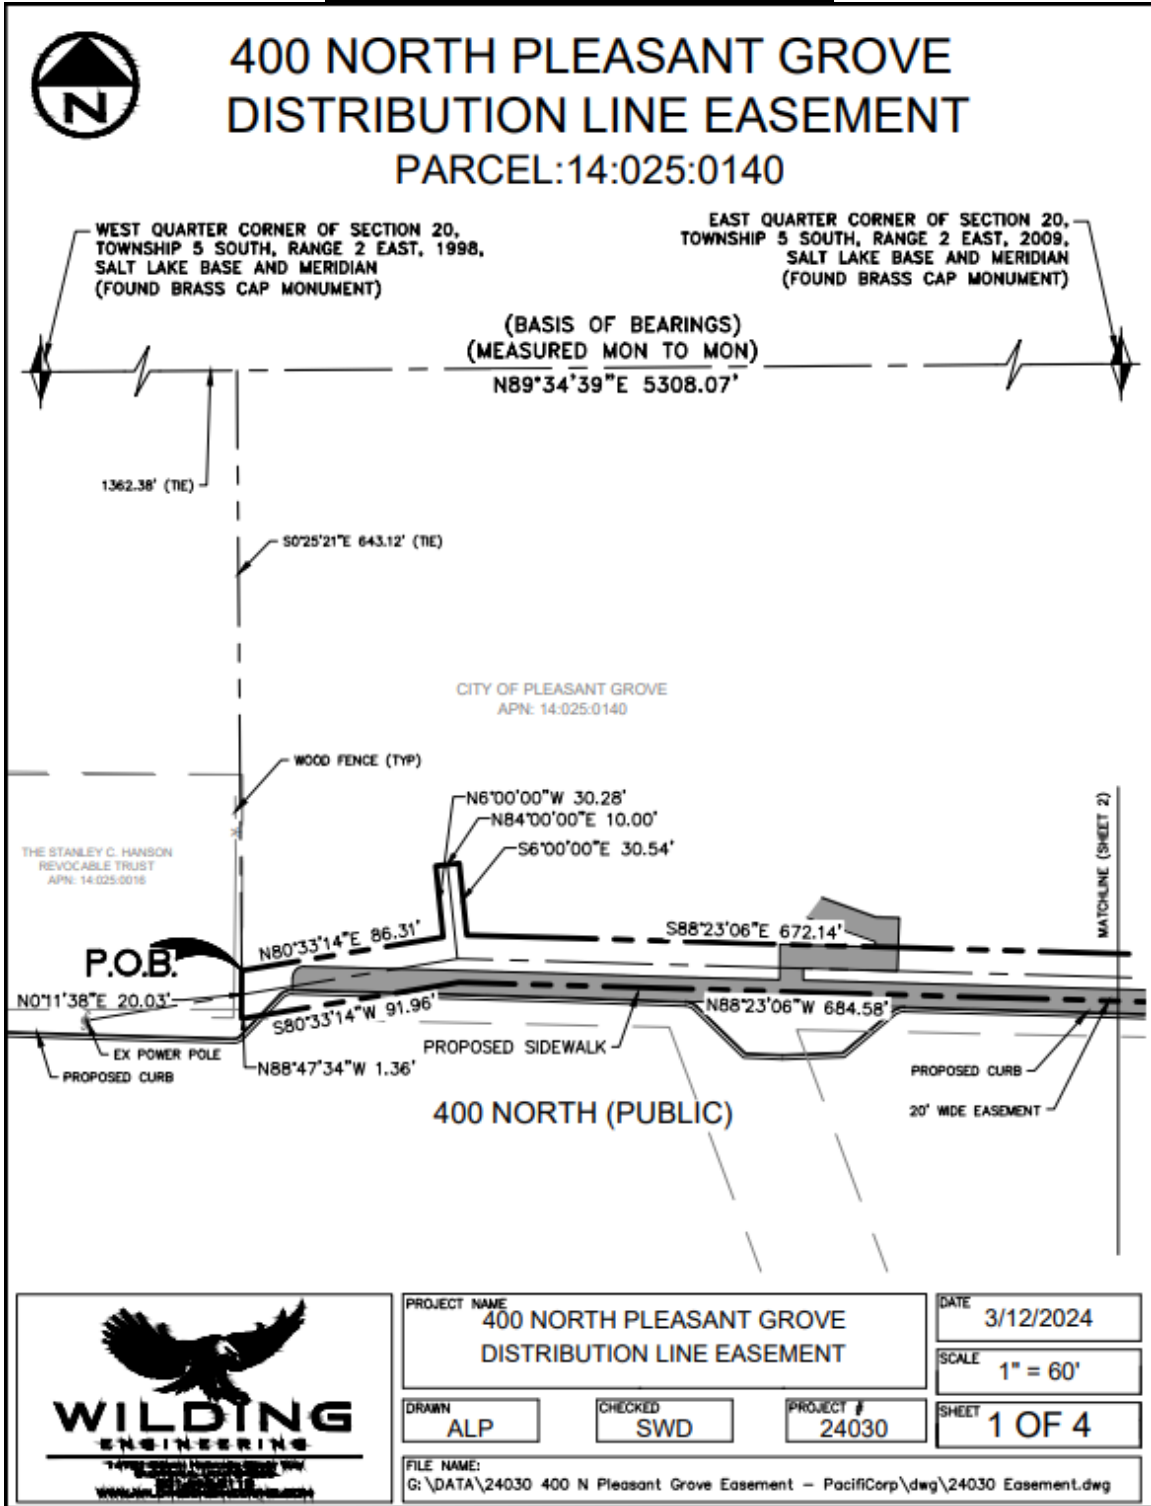 N
400 NORTH PLEASANT GROVE
DISTRIBUTION LINE EASEMENT
PARCEL:14:025:0140
WEST QUARTER CORNER OF SECTION 20,
TOWNSHIP 5 SOUTH, RANGE 2 EAST, 1998,
SALT LAKE BASE AND MERIDIAN
(FOUND BRASS CAP MONUMENT)
EAST QUARTER CORNER OF SECTION 20,
TOWNSHIP 5 SOUTH, RANGE 2 EAST, 2009,
SALT LAKE BASE AND MERIDIAN
(FOUND BRASS CAP MONUMENT)
(BASIS OF BEARINGS)
(MEASURED MON TO MON)
N89°34'39"E 5308.07'
1362.38' (TIE)
S0°25'21"E 643.12' (TIE)
CITY OF PLEASANT GROVE
APN: 14:025:0140
WOOD FENCE (TYP)
N6°00'00"W 30.28'
N84°00'00"E 10.00'
S6°00'00"E 30.54'
MATCHLINE (SHEET 2)
THE STANLEY C. HANSON
REVOCABLE TRUST
APN: 14:025:0016
N80°33'14"E 86.31'
S88°23'06"E 672.14'
P.O.B.
N0°11'38"E 20.03'
S80°33'14"W 91.96'
N88°23'06"W 684.58'
EX POWER POLE
PROPOSED CURB
N88°47'34"W 1.36'
PROPOSED SIDEWALK
PROPOSED CURB
20' WIDE EASEMENT
400 NORTH (PUBLIC)
WILDING
ENGINEERING
PROJECT NAME
400 NORTH PLEASANT GROVE
DISTRIBUTION LINE EASEMENT
DATE
3/12/2024
SCALE
1" = 60'
DRAWN
ALP
CHECKED
SWD
PROJECT #
24030
SHEET
1 OF 4
FILE NAME:
G:\DATA\24030 400 N Pleasant Grove Easement – PacifiCorp\dwg\24030 Easement.dwg